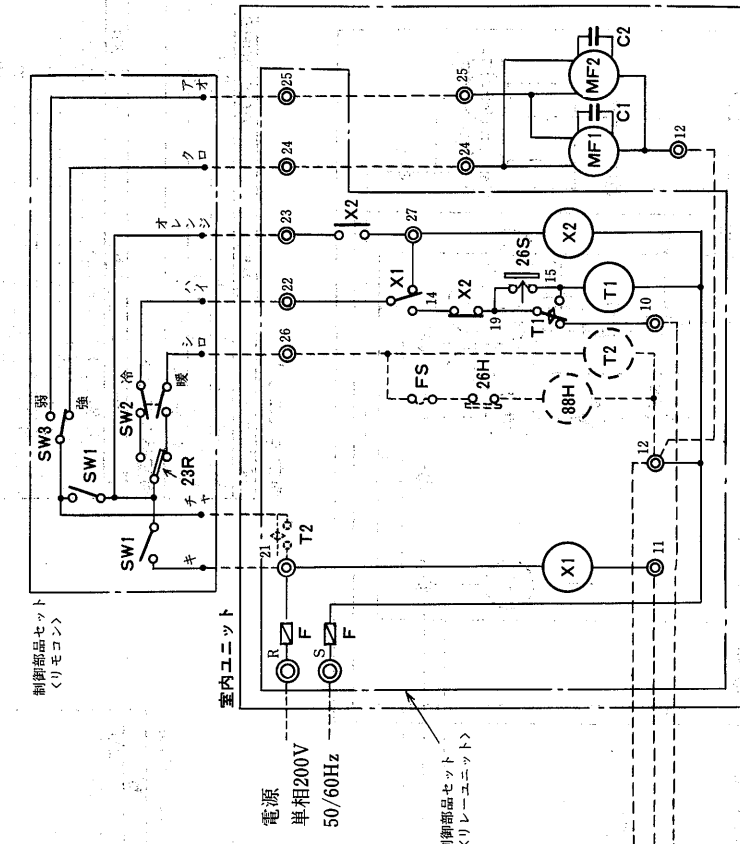 制御部品セット
<リモコン>
SW3
弱
強
SW1
SW2
冷
暖
23R
SW1
キ
チャ
シロ
ハイ
オレンジ
クロ
アオ
室内ユニット
電源
単相200V
50/60Hz
R
S
F
F
21
T2
26
22
23
24
25
X2
27
X1
14
X2
19
26S
15
T1
T1
10
X2
FS
26H
88H
T2
12
X1
11
24
25
MF1
C1
MF2
C2
12
御部品セット
<リレーユニット>